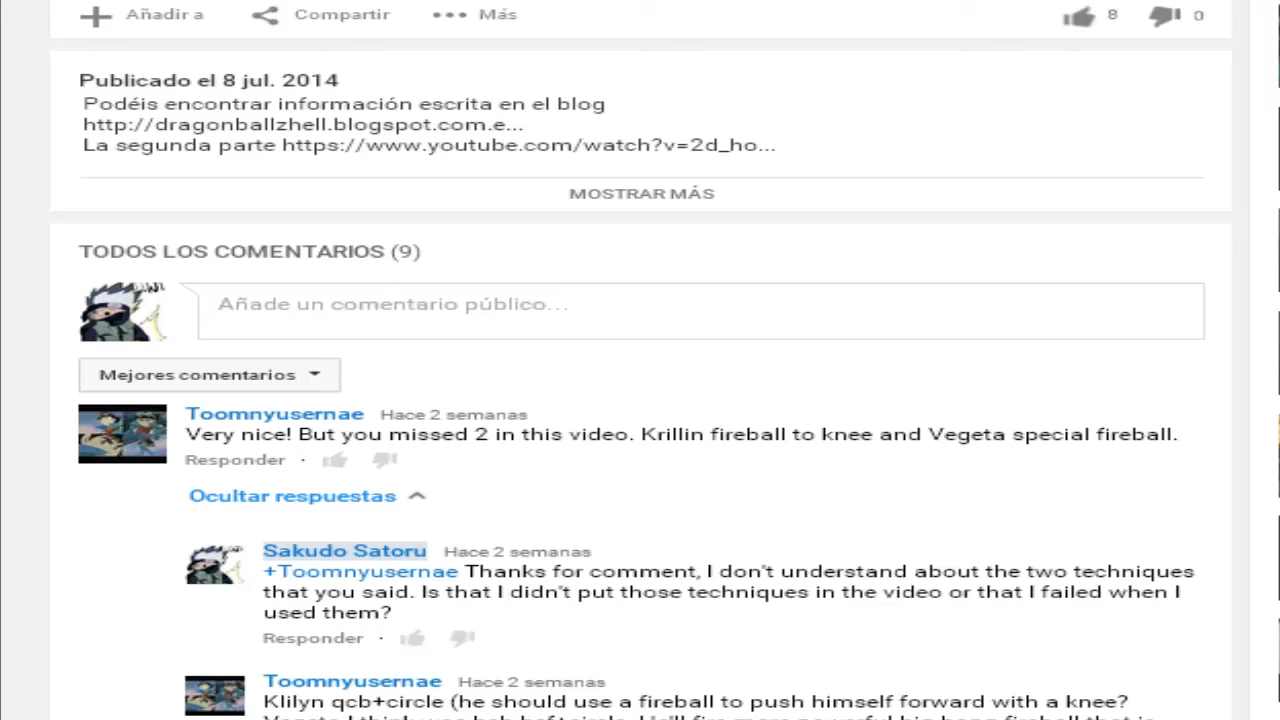 Añadir a Compartir Más 8 0
Publicado el 8 jul. 2014
Podéis encontrar información escrita en el blog
http://dragonballzhell.blogspot.com.e...
La segunda parte https://www.youtube.com/watch?v=2d_ho...
MOSTRAR MÁS
TODOS LOS COMENTARIOS (9)
Añade un comentario público...
Mejores comentarios
Toomnyusernae Hace 2 semanas
Very nice! But you missed 2 in this video. Krillin fireball to knee and Vegeta special fireball.
Responder ·
Ocultar respuestas
Sakudo Satoru Hace 2 semanas
+Toomnyusernae Thanks for comment, I don't understand about the two techniques
that you said. Is that I didn't put those techniques in the video or that I failed when I
used them?
Responder ·
Toomnyusernae Hace 2 semanas
Klilyn qcb+circle (he should use a fireball to push himself forward with a knee?